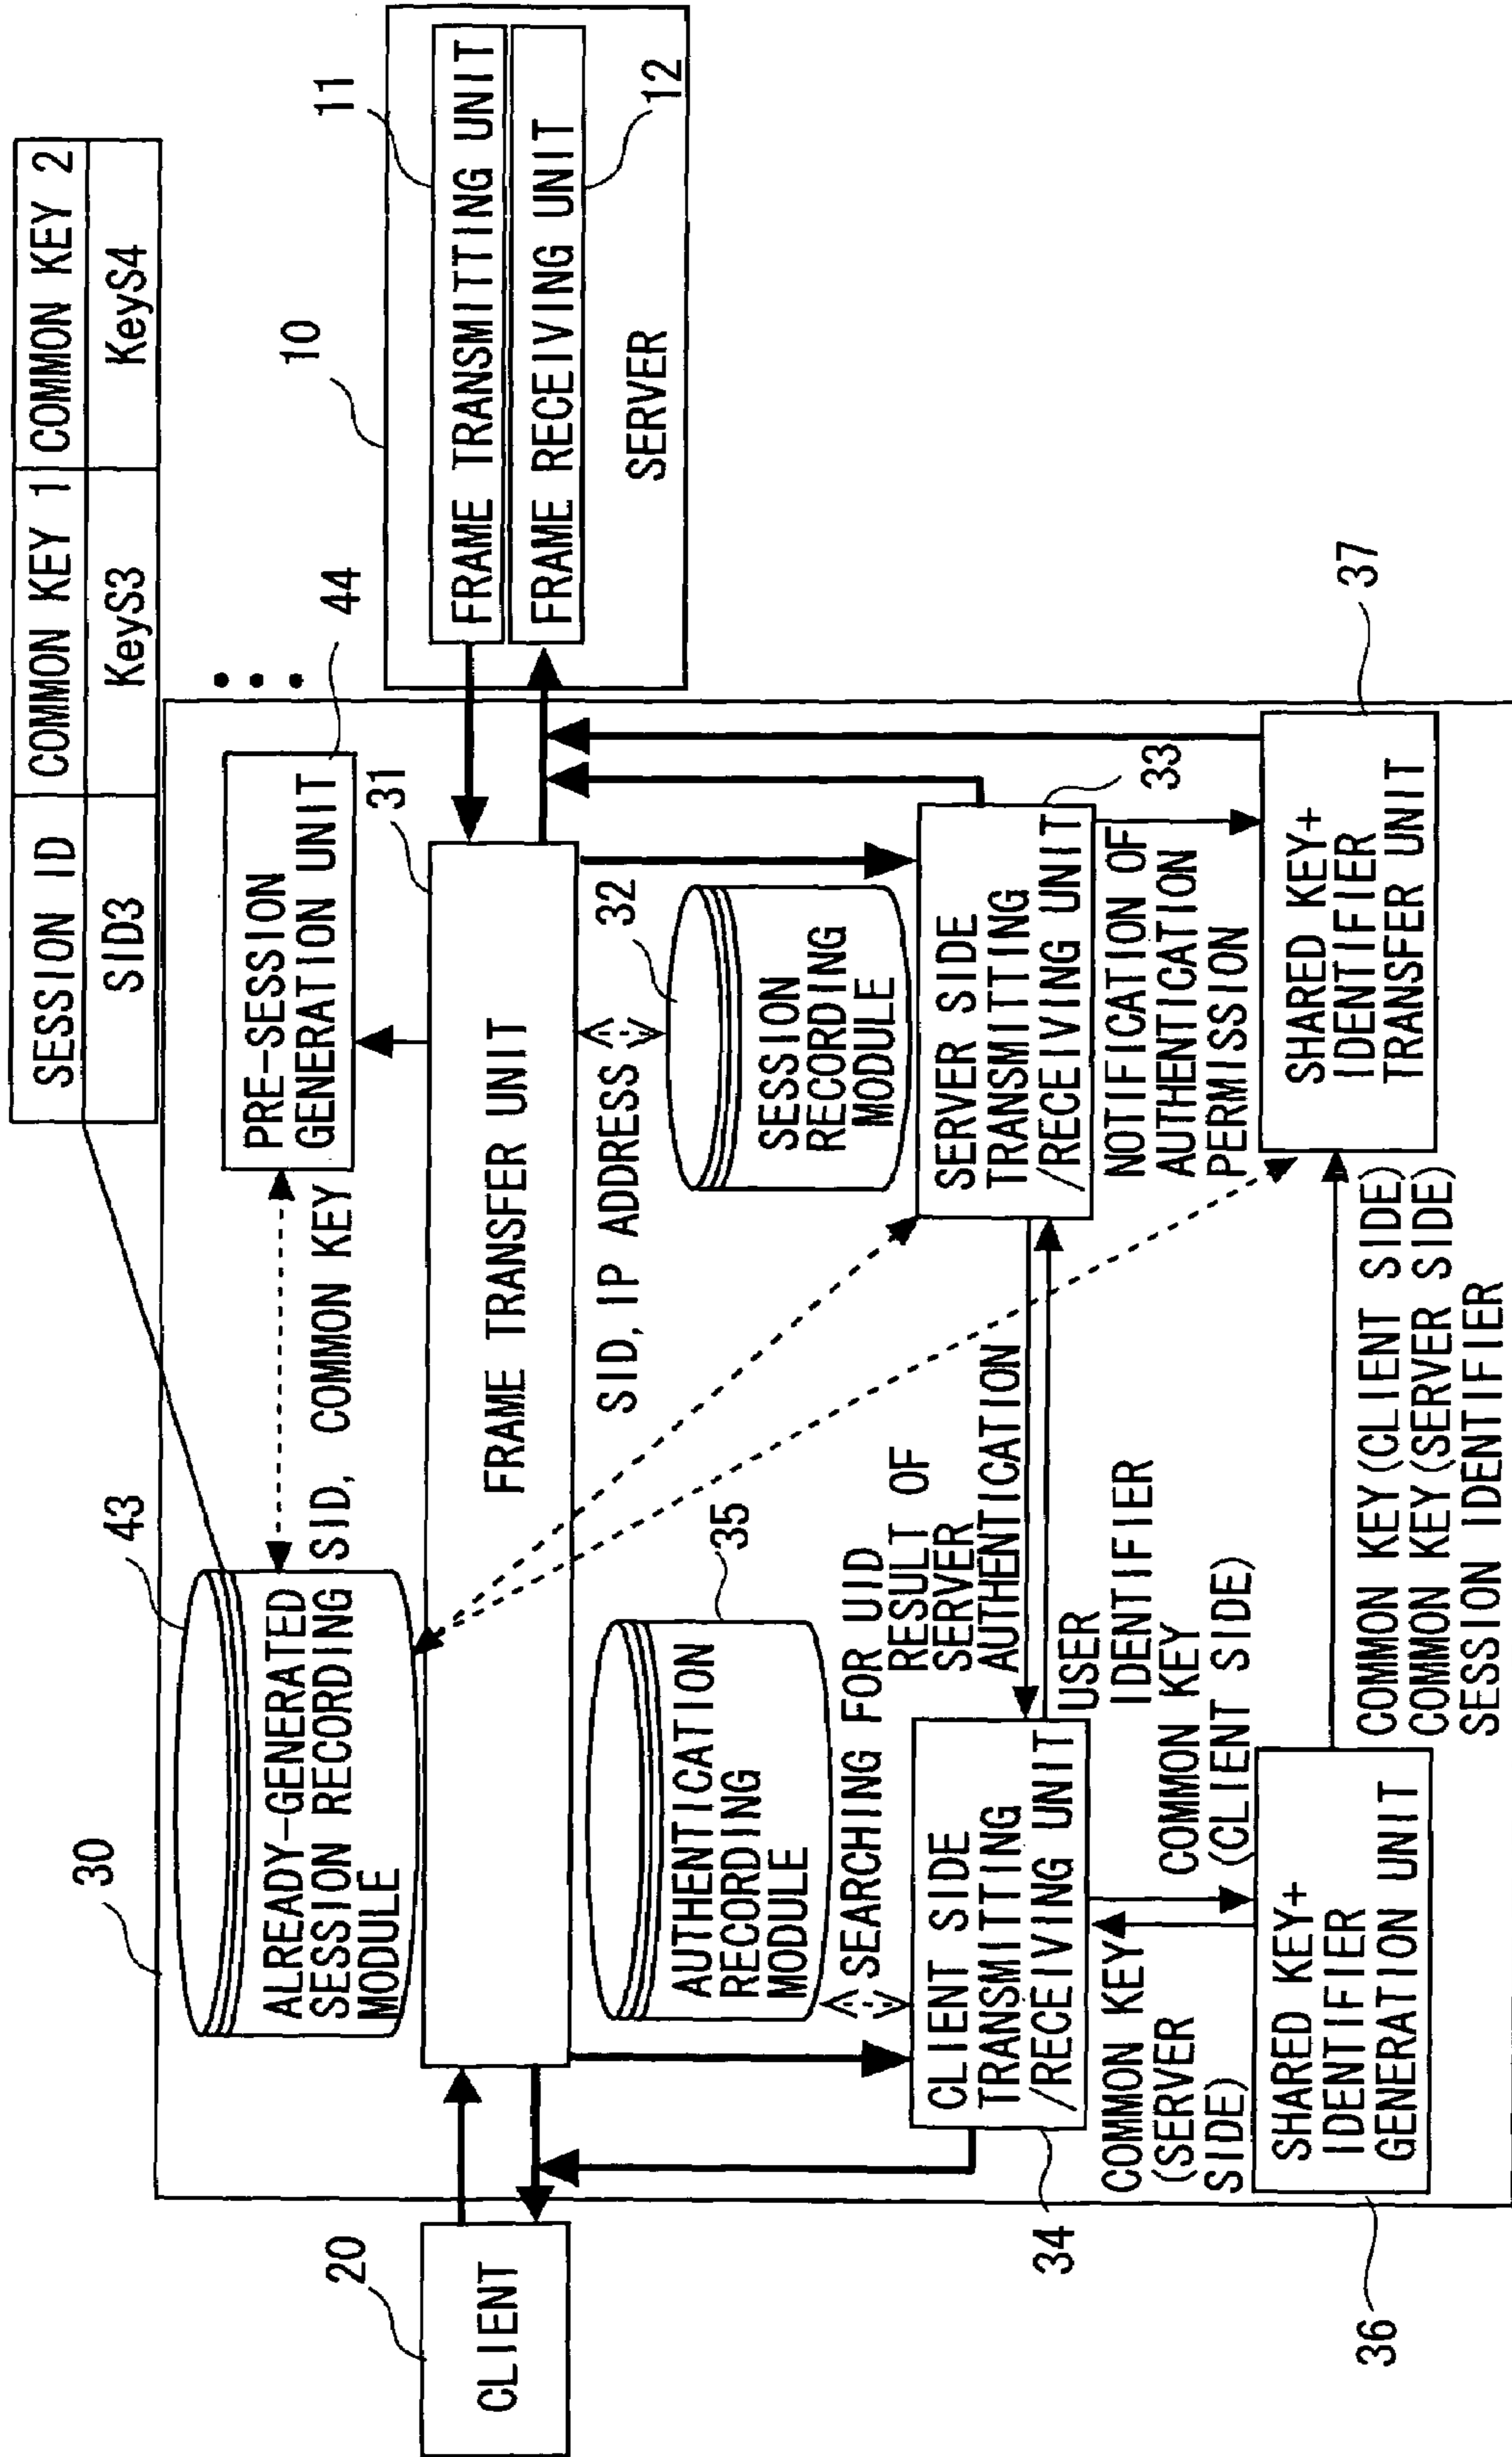 SESSION ID COMMON KEY 1 COMMON KEY 2
SID3 KeyS3 KeyS4
30
43
44
10
11
ALREADY-GENERATED
SESSION RECORDING
MODULE
SID, COMMON KEY
PRE-SESSION
GENERATION UNIT
20
CLIENT
FRAME TRANSFER UNIT
31
FRAME TRANSMITTING UNIT
FRAME RECEIVING UNIT
12
SERVER
AUTHENTICATION
RECORDING
MODULE
35
SID, IP ADDRESS
32
SESSION
RECORDING
MODULE
SEARCHING FOR UID
RESULT OF
SERVER
AUTHENTICATION
CLIENT SIDE
TRANSMITTING
/RECEIVING UNIT
34
SERVER SIDE
TRANSMITTING
/RECEIVING UNIT
33
USER
IDENTIFIER
COMMON KEY
(SERVER
SIDE)
COMMON KEY
(CLIENT SIDE)
NOTIFICATION OF
AUTHENTICATION
PERMISSION
SHARED KEY+
IDENTIFIER
GENERATION UNIT
36
COMMON KEY(CLIENT SIDE)
COMMON KEY(SERVER SIDE)
SESSION IDENTIFIER
SHARED KEY+
IDENTIFIER
TRANSFER UNIT
37